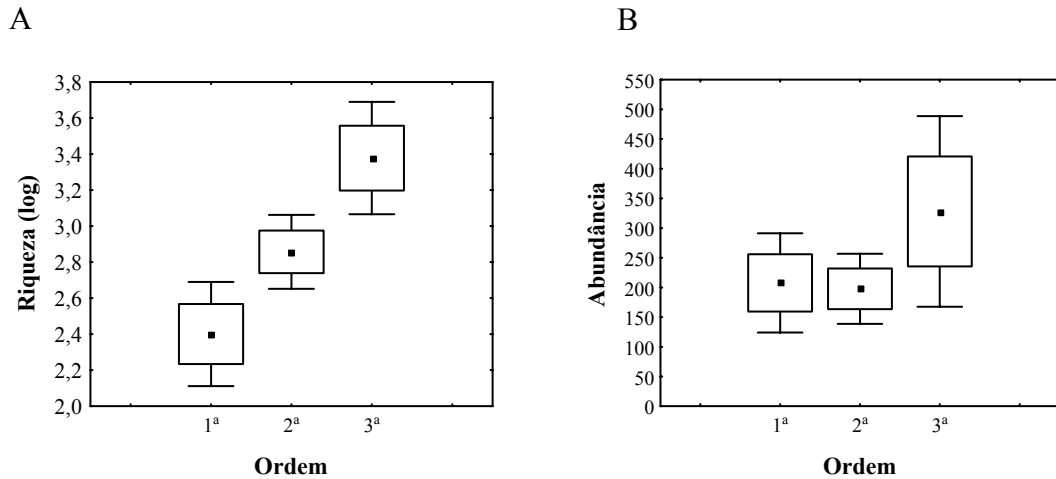 A
Riqueza (log)
3,8
3,6
3,4
3,2
3,0
2,8
2,6
2,4
2,2
2,0
1ª 2ª 3ª
Ordem
B
Abundância
550
500
450
400
350
300
250
200
150
100
50
0
1ª 2ª 3ª
Ordem